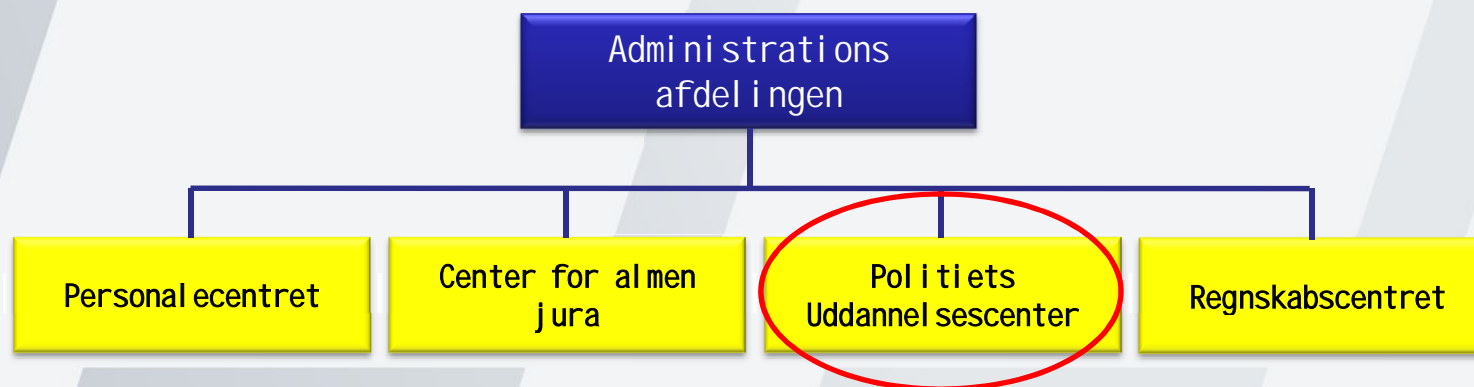 Administrations
afdelingen
Personalecentret
Center for almen
jura
Politiets
Uddannelsescenter
Regnskabscentret